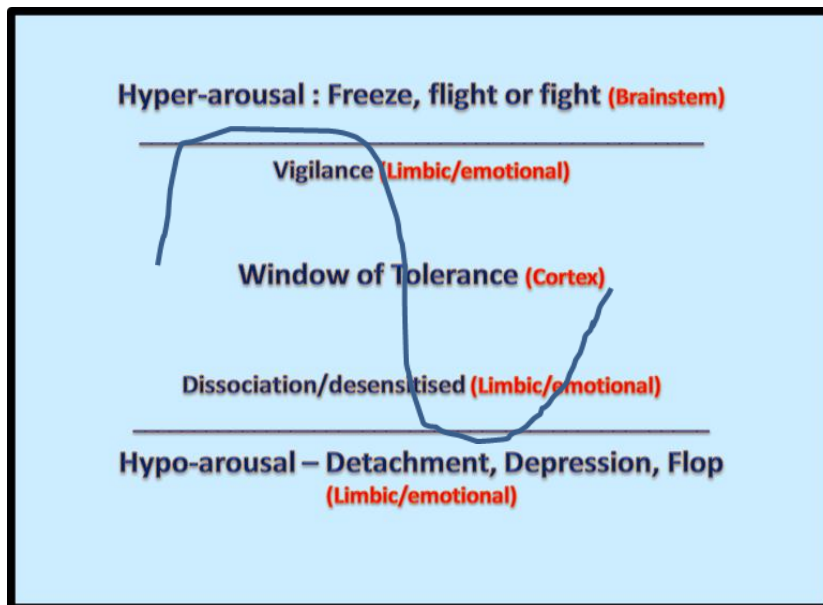 Hyper-arousal : Freeze, flight or fight (Brainstem)
Vigilance (Limbic/emotional)
Window of Tolerance (Cortex)
Dissociation/desensitised (Limbic/emotional)
Hypo-arousal – Detachment, Depression, Flop
(Limbic/emotional)